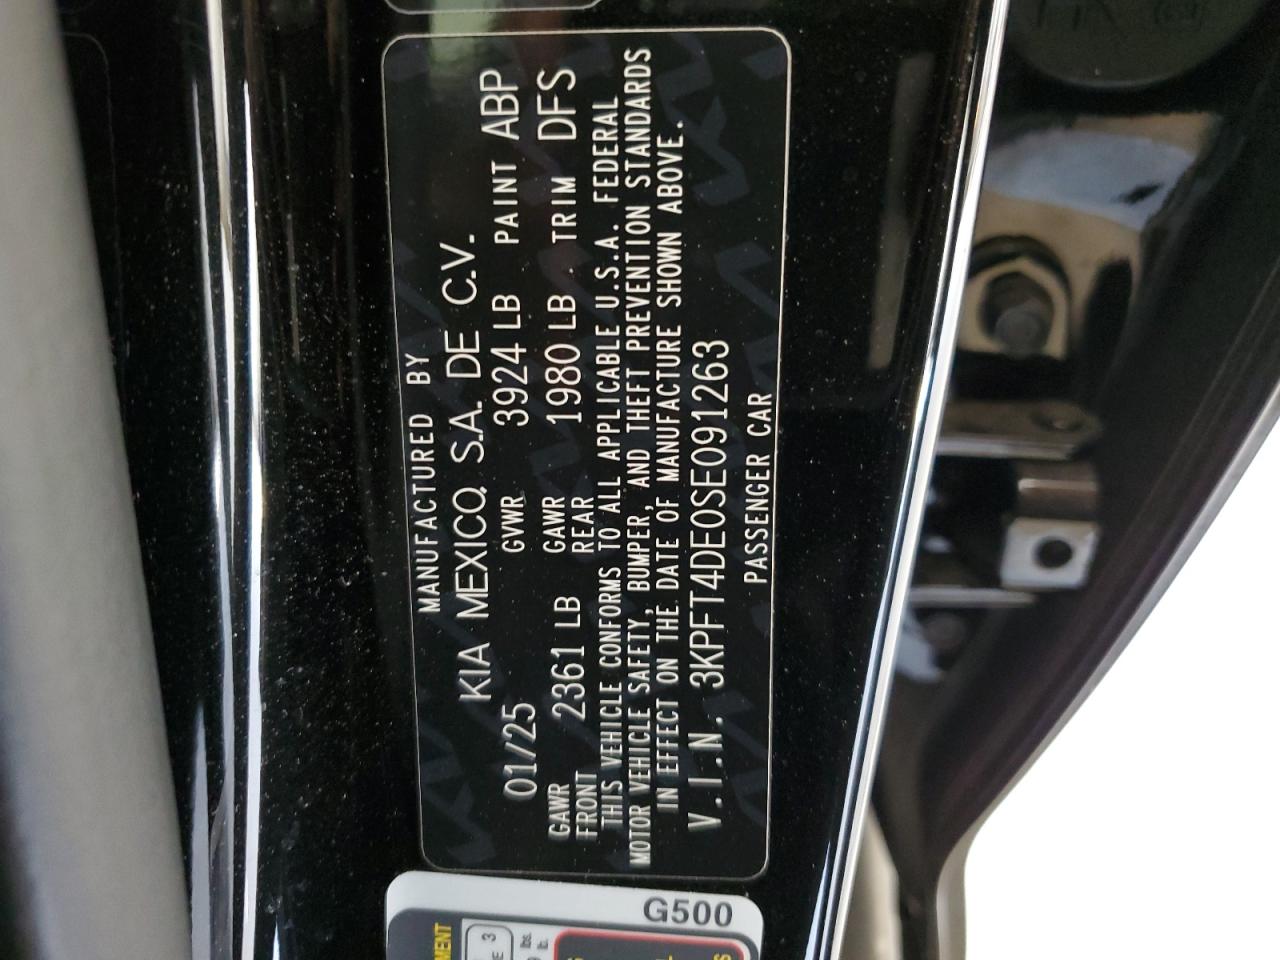 MANUFACTURED BY
KIA MEXICO, S.A. DE C.V.
01/25 GVWR 3924 LB PAINT ABP
GAWR FRONT 2361 LB GAWR REAR 1980 LB TRIM DFS
THIS VEHICLE CONFORMS TO ALL APPLICABLE U.S.A. FEDERAL
MOTOR VEHICLE SAFETY, BUMPER, AND THEFT PREVENTION STANDARDS
IN EFFECT ON THE DATE OF MANUFACTURE SHOWN ABOVE.
V.I.N. 3KPFT4DE0SE091263
PASSENGER CAR
G500